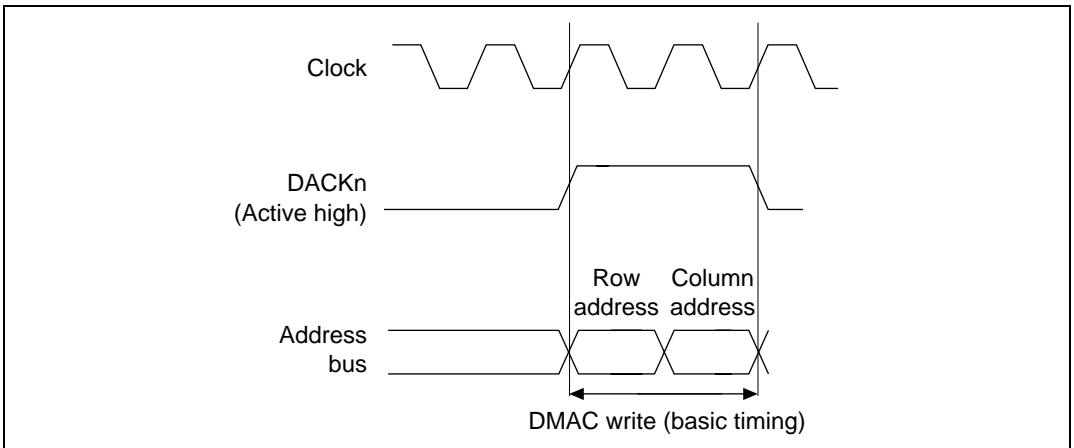 Clock
DACKn
(Active high)
Row
address
Column
address
Address
bus
DMAC write (basic timing)